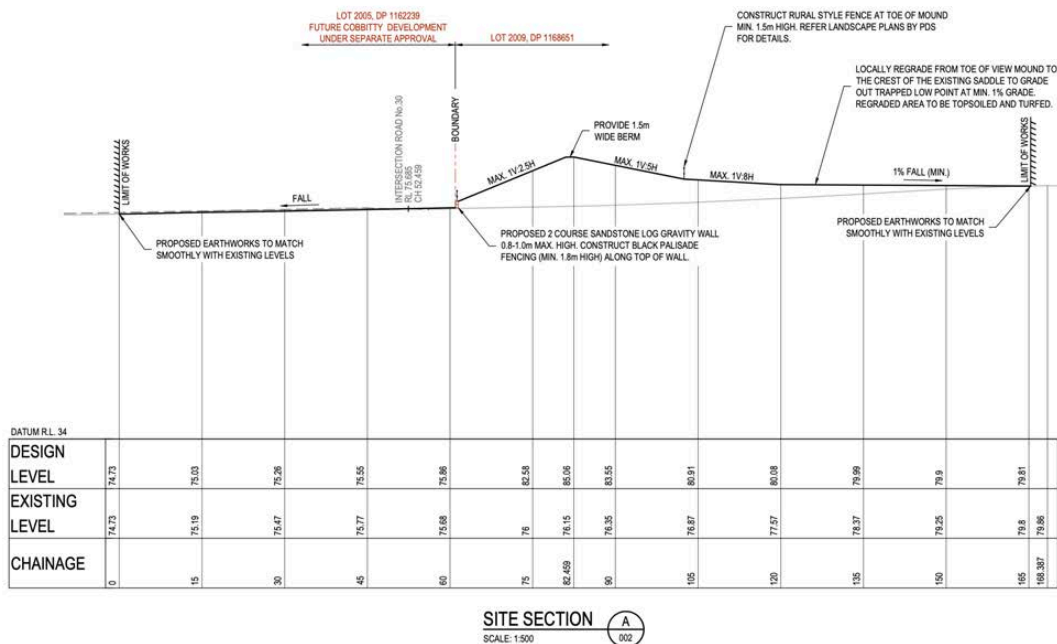 LOT 2005, DP 1162239
FUTURE COBBITTY DEVELOPMENT
UNDER SEPARATE APPROVAL
LOT 2009, DP 1168651
CONSTRUCT RURAL STYLE FENCE AT TOE OF MOUND
MIN. 1.5m HIGH. REFER LANDSCAPE PLANS BY PDS
FOR DETAILS.
LOCALLY REGRADE FROM TOE OF VIEW MOUND TO
THE CREST OF THE EXISTING SADDLE TO GRADE
OUT TRAPPED LOW POINT AT MIN. 1% GRADE.
REGRADED AREA TO BE TOPSOILED AND TURFED.
LIMIT OF WORKS
INTERSECTION ROAD No.30
RL 75.665
CH 52.459
BOUNDARY
PROVIDE 1.5m
WIDE BERM
MAX. 1V:2.5H
MAX. 1V:5H
MAX. 1V:8H
1% FALL (MIN.)
LIMIT OF WORKS
FALL
PROPOSED EARTHWORKS TO MATCH
SMOOTHLY WITH EXISTING LEVELS
PROPOSED 2 COURSE SANDSTONE LOG GRAVITY WALL
0.8-1.0m MAX. HIGH. CONSTRUCT BLACK PALISADE
FENCING (MIN. 1.8m HIGH) ALONG TOP OF WALL.
PROPOSED EARTHWORKS TO MATCH
SMOOTHLY WITH EXISTING LEVELS
DATUM R.L. 34
DESIGN
LEVEL 74.73 75.03 75.26 75.55 75.86 82.58 85.06 83.55 80.91 80.08 79.99 79.9 79.81
EXISTING
LEVEL 74.73 75.19 75.47 75.77 75.68 76 76.15 76.35 76.87 77.57 78.37 79.25 79.8 79.86
CHAINAGE 0 15 30 45 60 75 82.459 90 105 120 135 150 165 168.387
SITE SECTION A
SCALE: 1:500 002